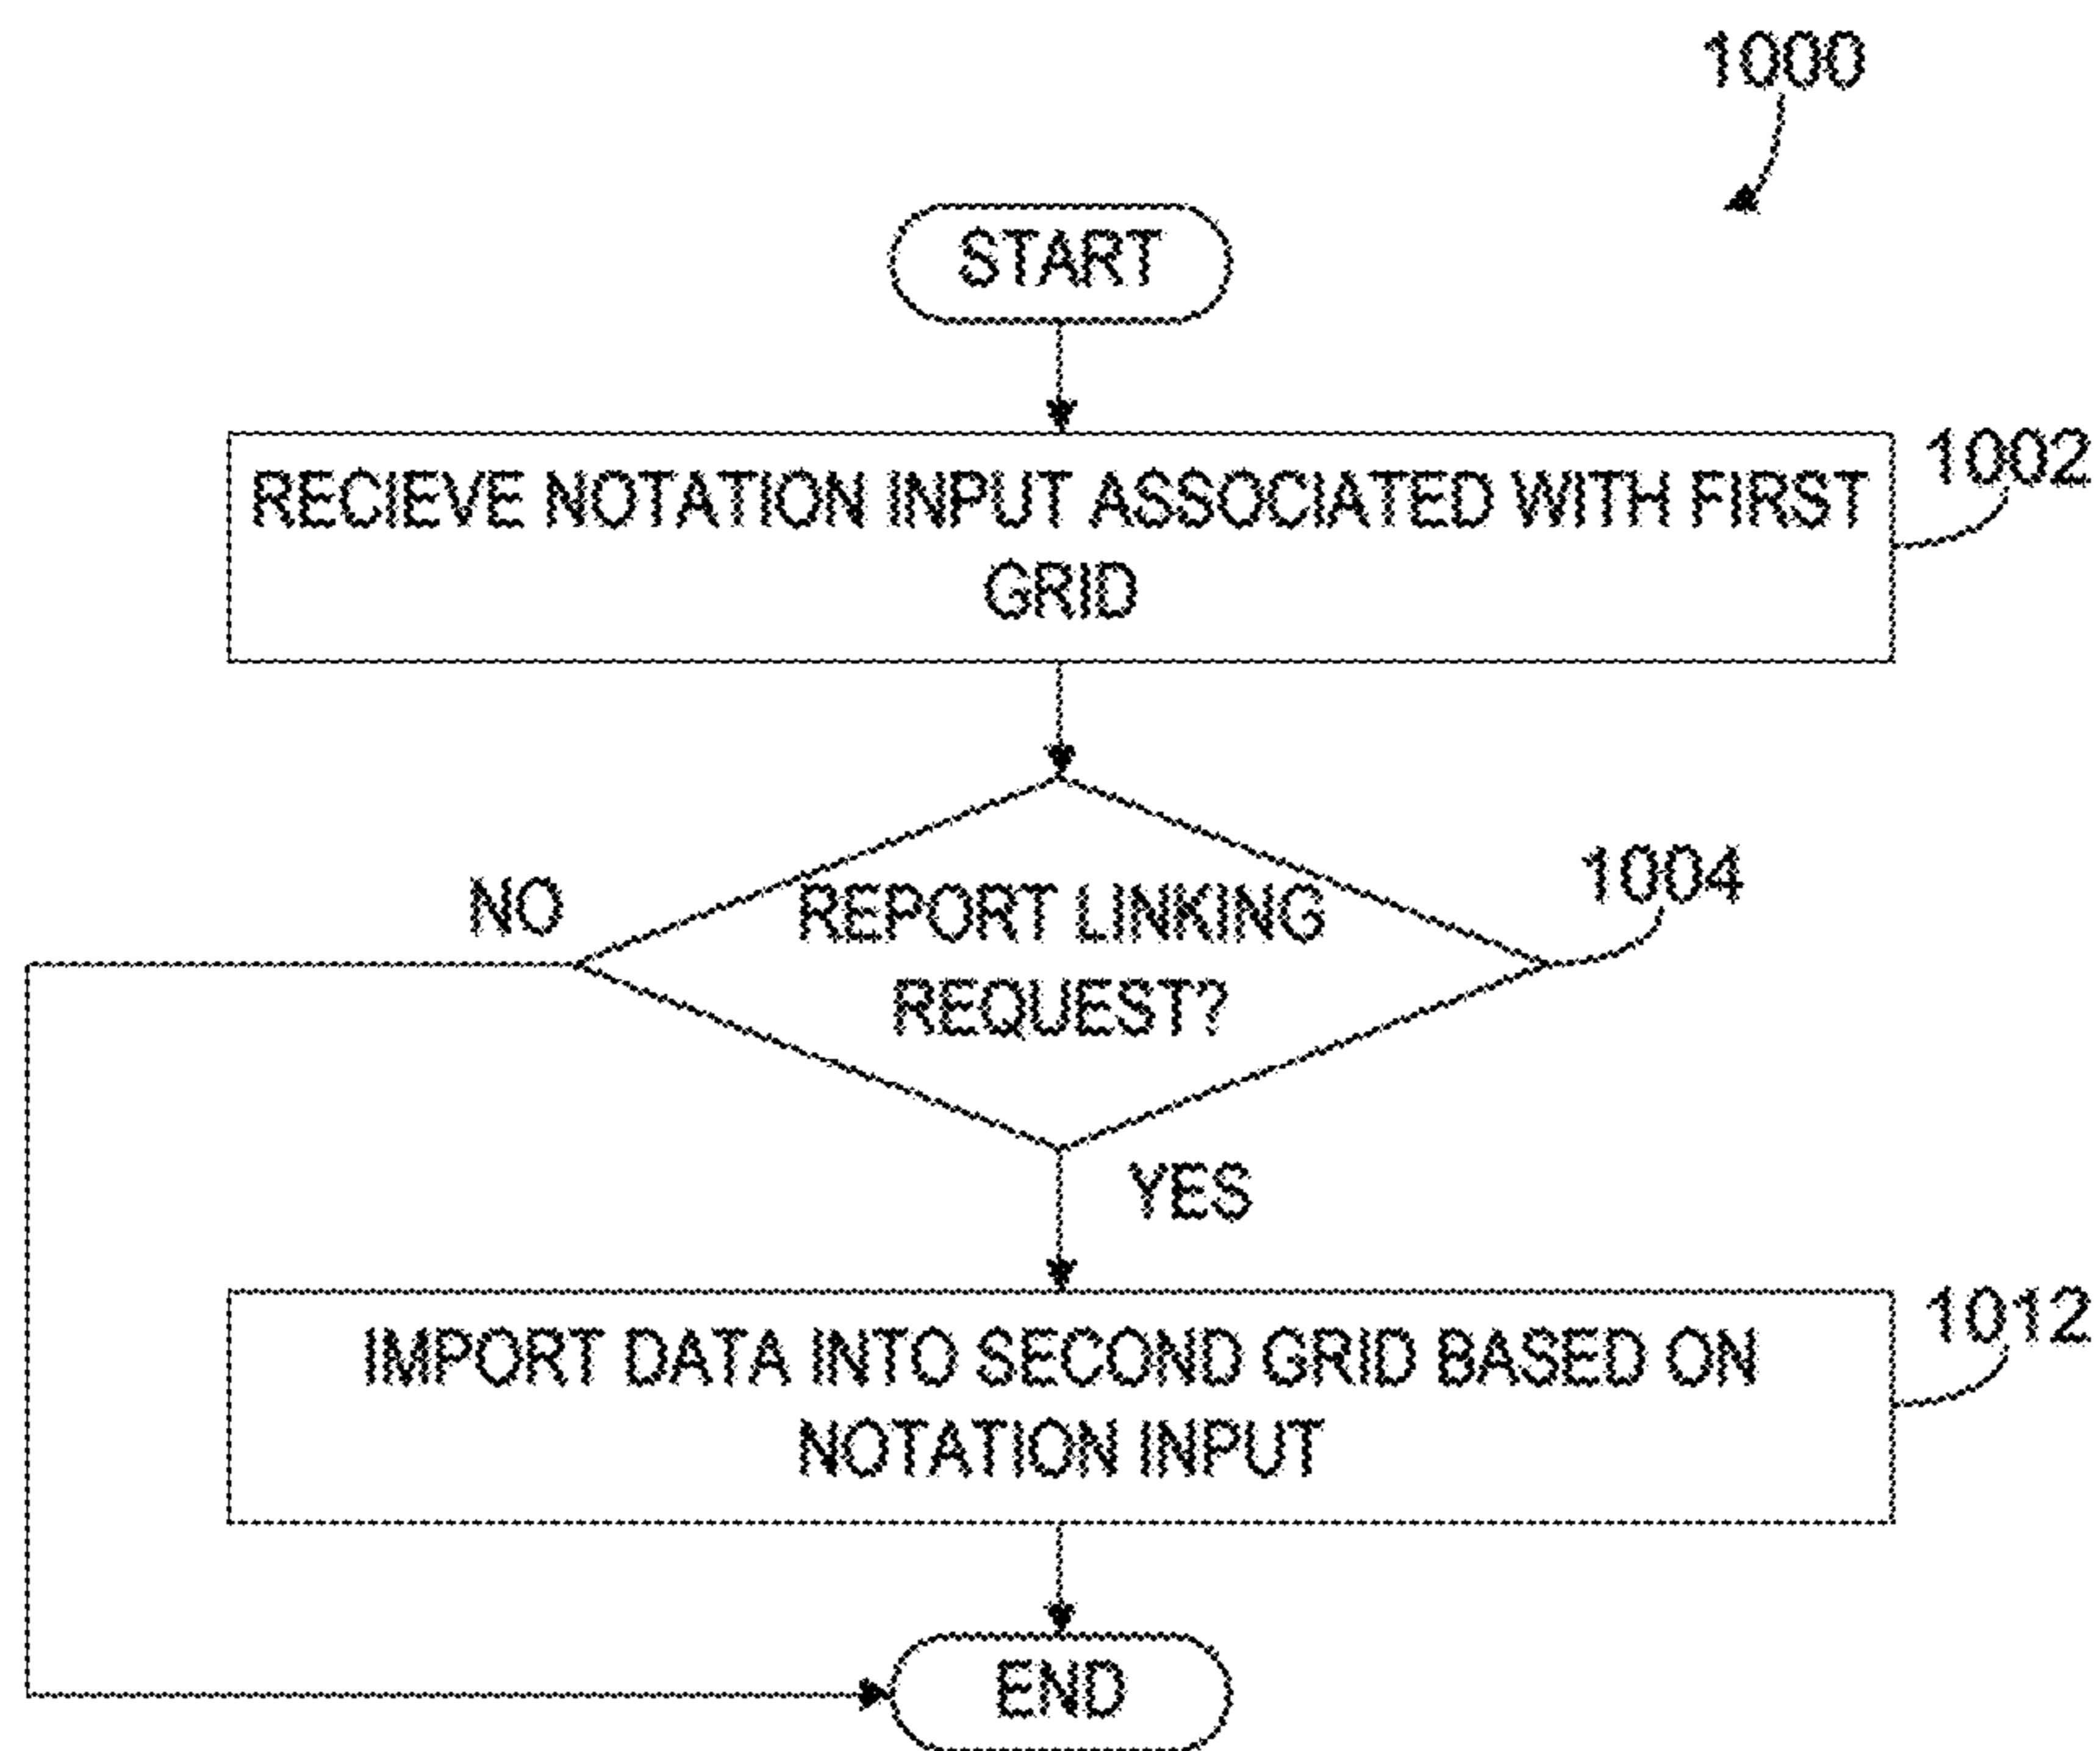 1000
START
RECIEVE NOTATION INPUT ASSOCIATED WITH FIRST
GRID
1002
NO
REPORT LINKING
REQUEST?
1004
YES
IMPORT DATA INTO SECOND GRID BASED ON
NOTATION INPUT
1012
END